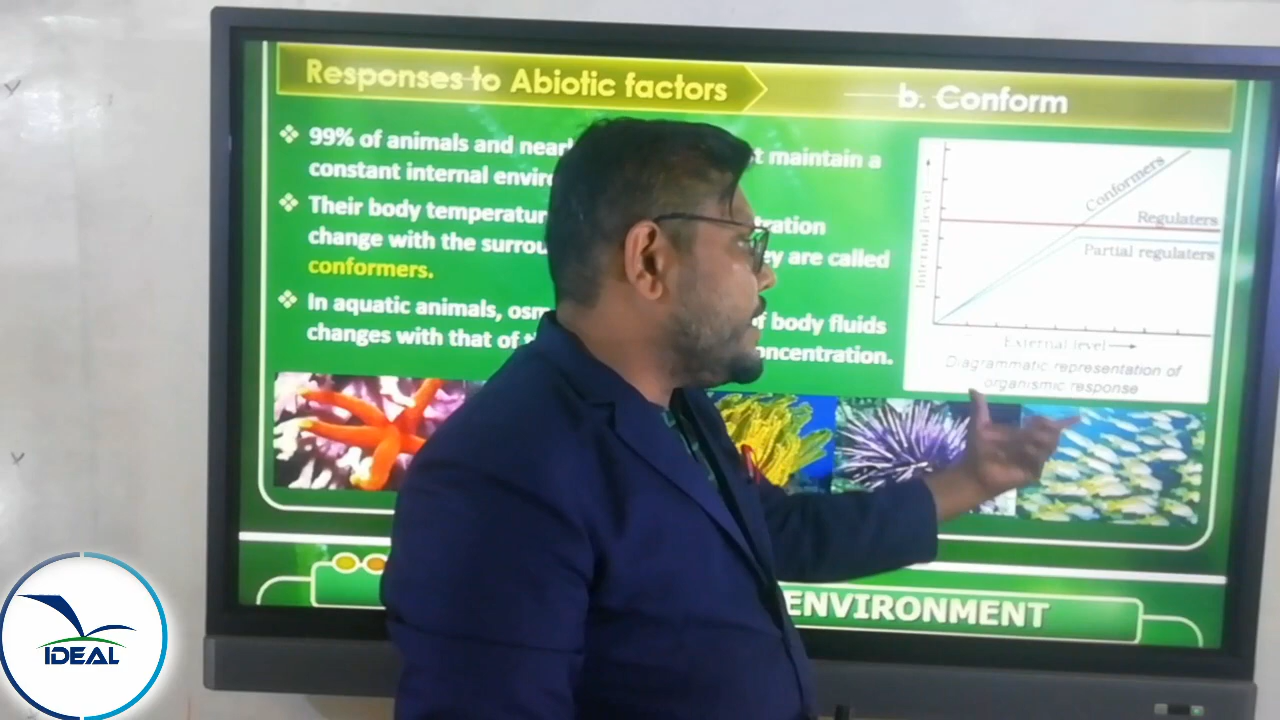 Responses to Abiotic factors
b. Conform
99% of animals and nearl
t maintain a
constant internal envir
Their body temperatur
ration
change with the surrou
ey are called
conformers.
In aquatic animals, osm
f body fluids
changes with that of t
oncentration.
Conformers
Regulaters
Partial regulaters
Internal level
External level
Diagrammatic representation of
organismic response
ENVIRONMENT
IDEAL